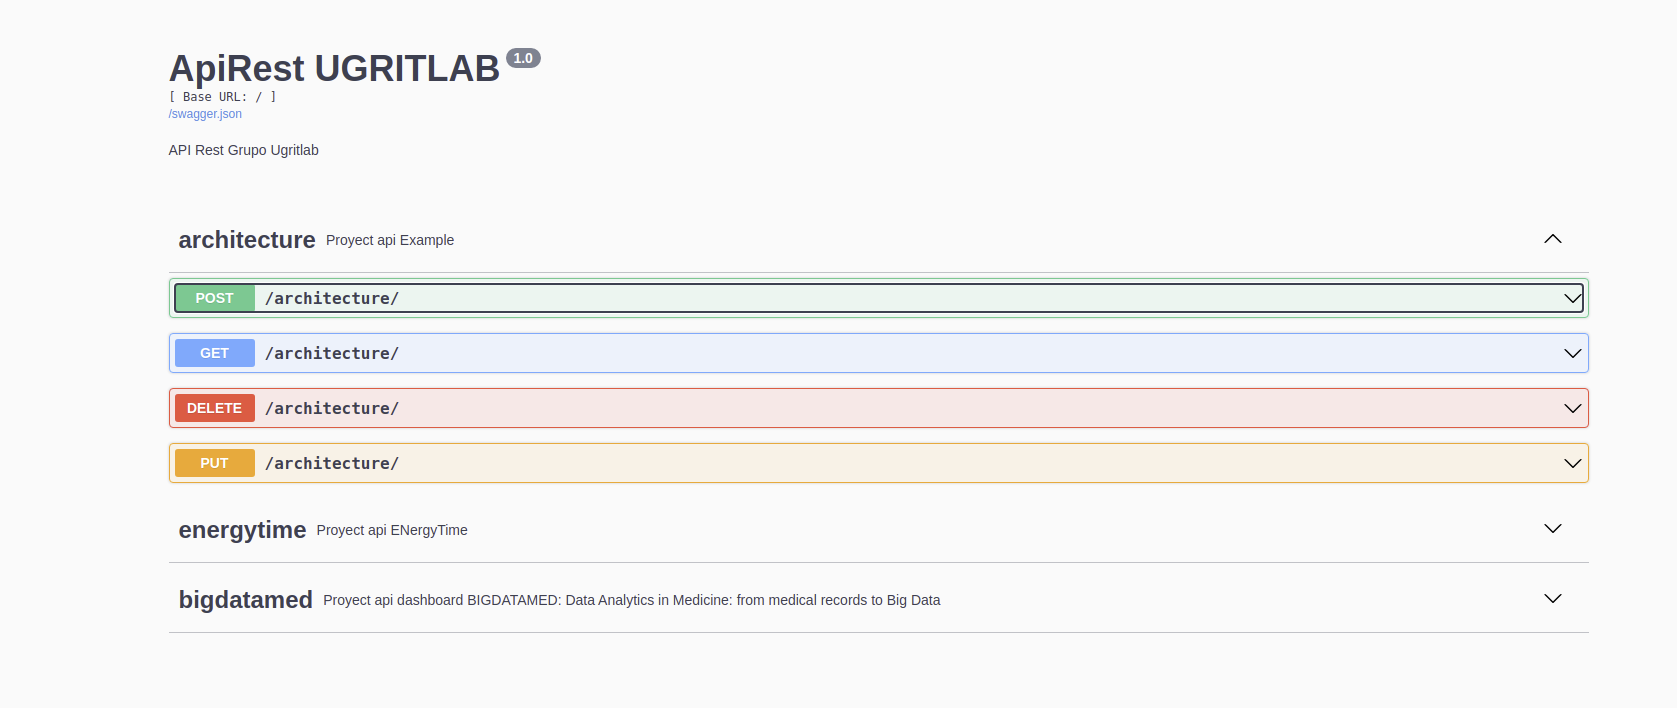 ApiRest UGRITLAB 1.0
[ Base URL: / ]
/swagger.json
API Rest Grupo Ugritlab
architecture Proyect api Example
POST /architecture/
GET /architecture/
DELETE /architecture/
PUT /architecture/
energytime Proyect api ENergyTime
bigdatamed Proyect api dashboard BIGDATAMED: Data Analytics in Medicine: from medical records to Big Data